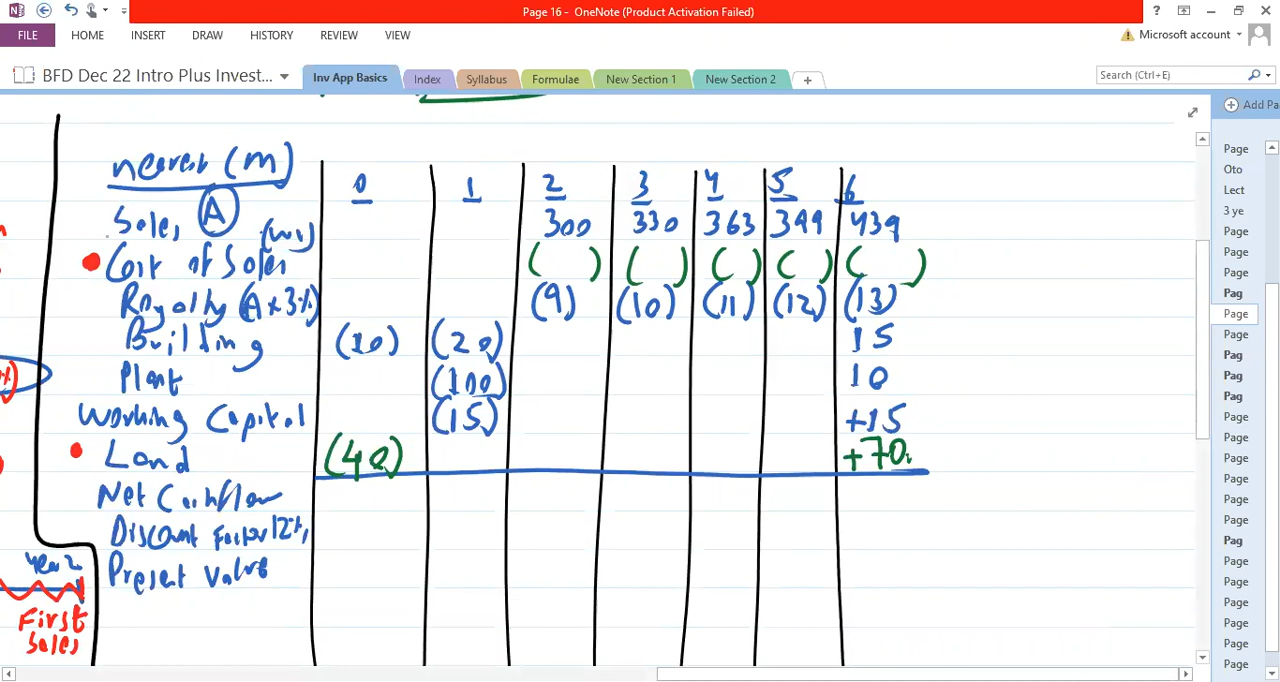 Page 16 - OneNote (Product Activation Failed)
FILE HOME INSERT DRAW HISTORY REVIEW VIEW Microsoft account
BFD Dec 22 Intro Plus Invest... Inv App Basics Index Syllabus Formulae New Section 1 New Section 2 Search (Ctrl+E)
Add Pa
nearest (m) 0 1 2 3 4 5 6
Sales A 300 330 363 399 439
(W1)
Cost of Sales ( ) ( ) ( ) ( ) ( )
Royalty (A x 3%) (9) (10) (11) (12) (13)
Building (10) (20) 15
Plant (100) 10
Working Capital (15) +15
Land (40) +70
Net Cashflow
Discount Factor 12%
Present Value
Year 2
First
Sales
Page
Oto
Lect
3 ye
Page
Page
Page
Pag
Page
Page
Pag
Pag
Pag
Page
Page
Page
Page
Page
Page
Pag
Page
Page
Page
Page
Page
Page